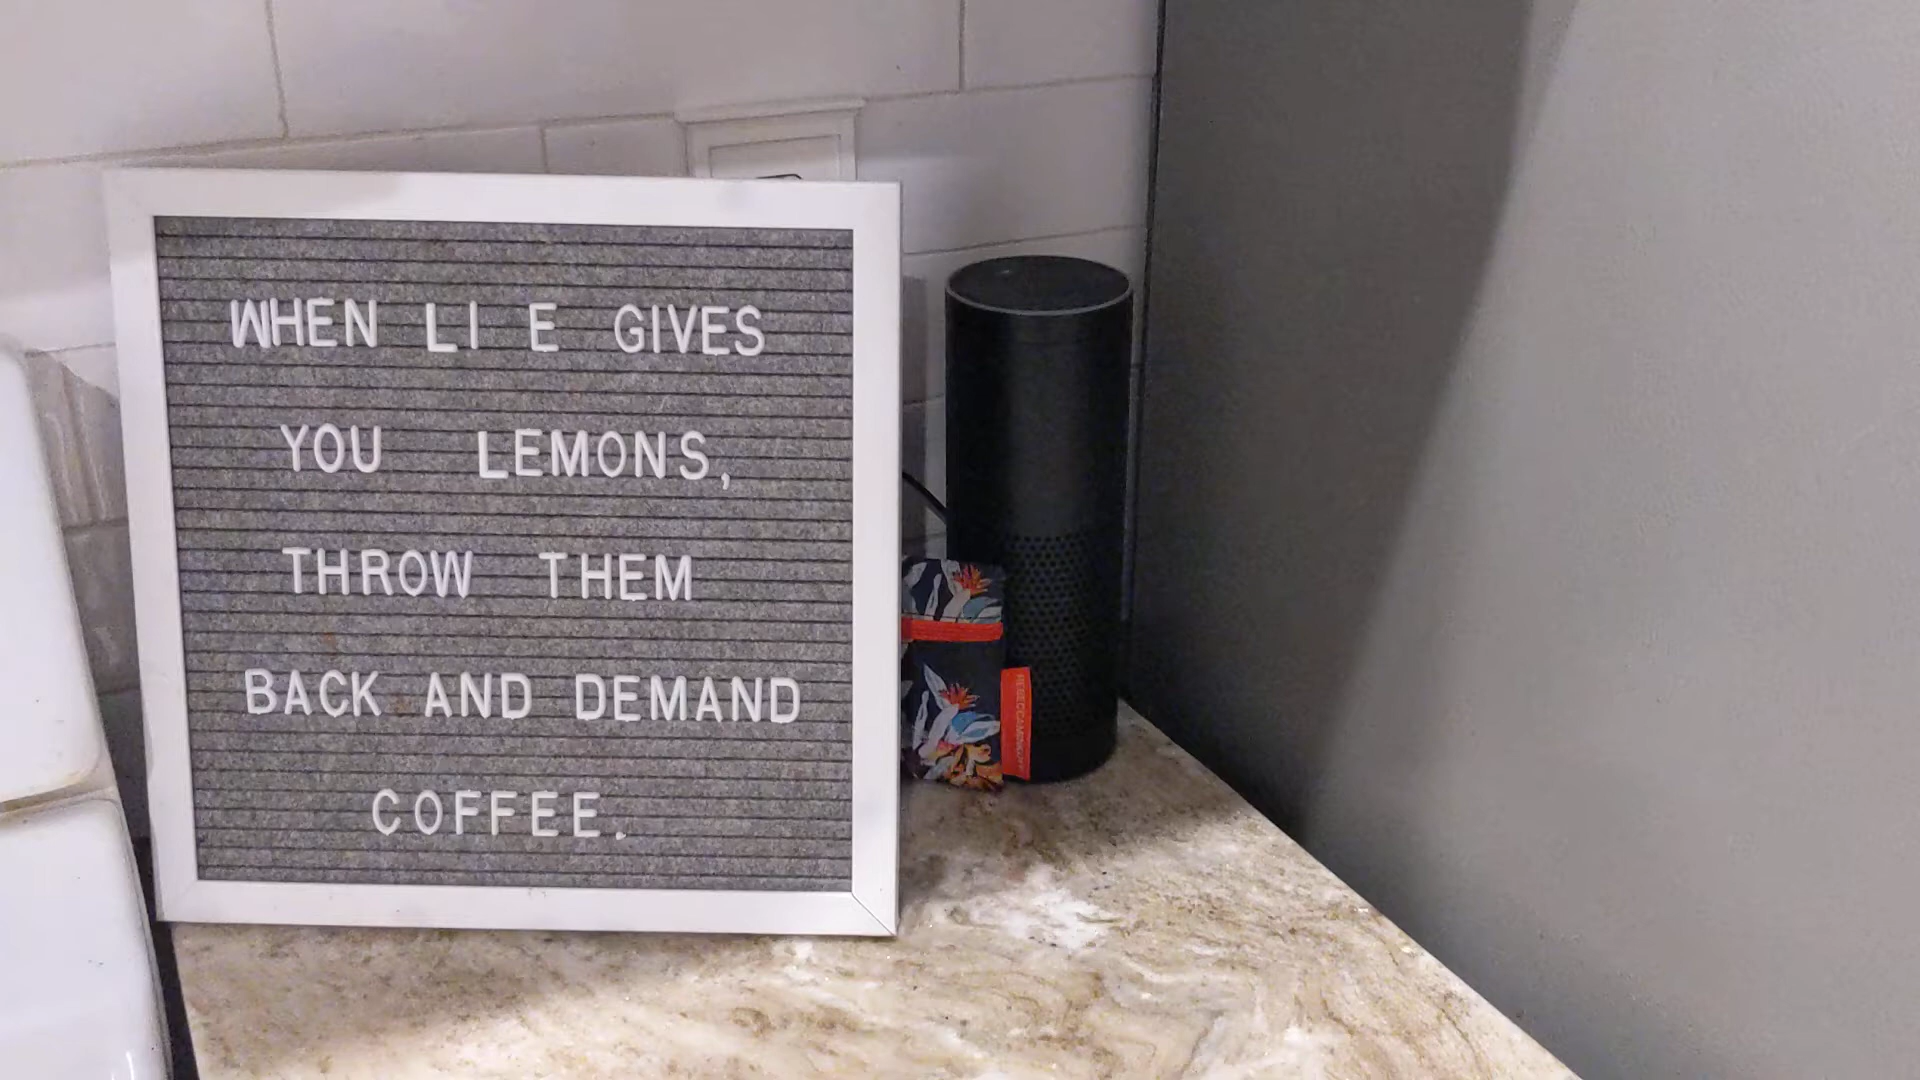 WHEN LI E GIVES
YOU LEMONS,
THROW THEM
BACK AND DEMAND
COFFEE.